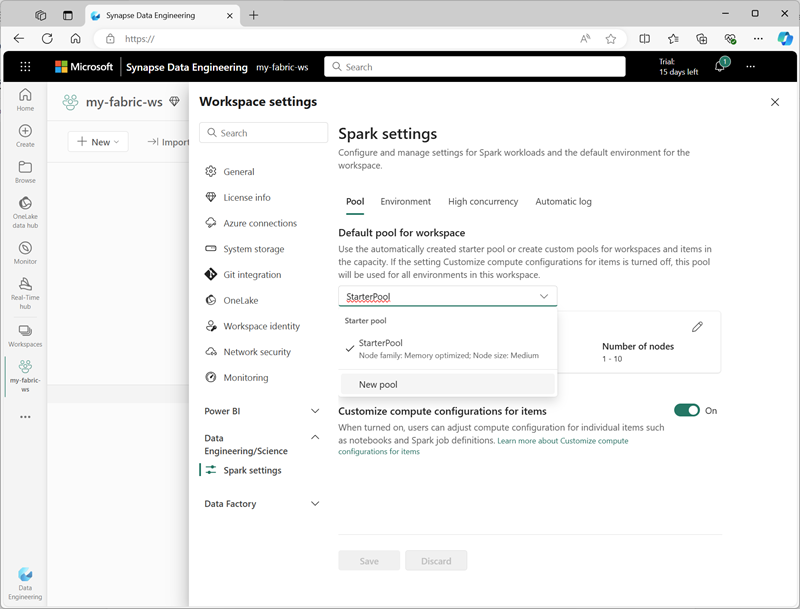 Synapse Data Engineering
https://
Microsoft
Synapse Data Engineering
my-fabric-ws
Search
Trial:
15 days left
1
Home
Create
Browse
OneLake
data hub
Monitor
Real-Time
hub
Workspaces
my-fabric-
ws
Data
Engineering
my-fabric-ws
New
Import
Workspace settings
Search
General
License info
Azure connections
System storage
Git integration
OneLake
Workspace identity
Network security
Monitoring
Power BI
Data
Engineering/Science
Spark settings
Data Factory
Spark settings
Configure and manage settings for Spark workloads and the default environment for the
workspace.
Pool
Environment
High concurrency
Automatic log
Default pool for workspace
Use the automatically created starter pool or create custom pools for workspaces and items in
the capacity. If the setting Customize compute configurations for items is turned off, this pool
will be used for all environments in this workspace.
StarterPool
Starter pool
StarterPool
Node family: Memory optimized; Node size: Medium
New pool
Number of nodes
1 - 10
Customize compute configurations for items
On
When turned on, users can adjust compute configuration for individual items such
as notebooks and Spark job definitions. Learn more about Customize compute
configurations for items
Save
Discard